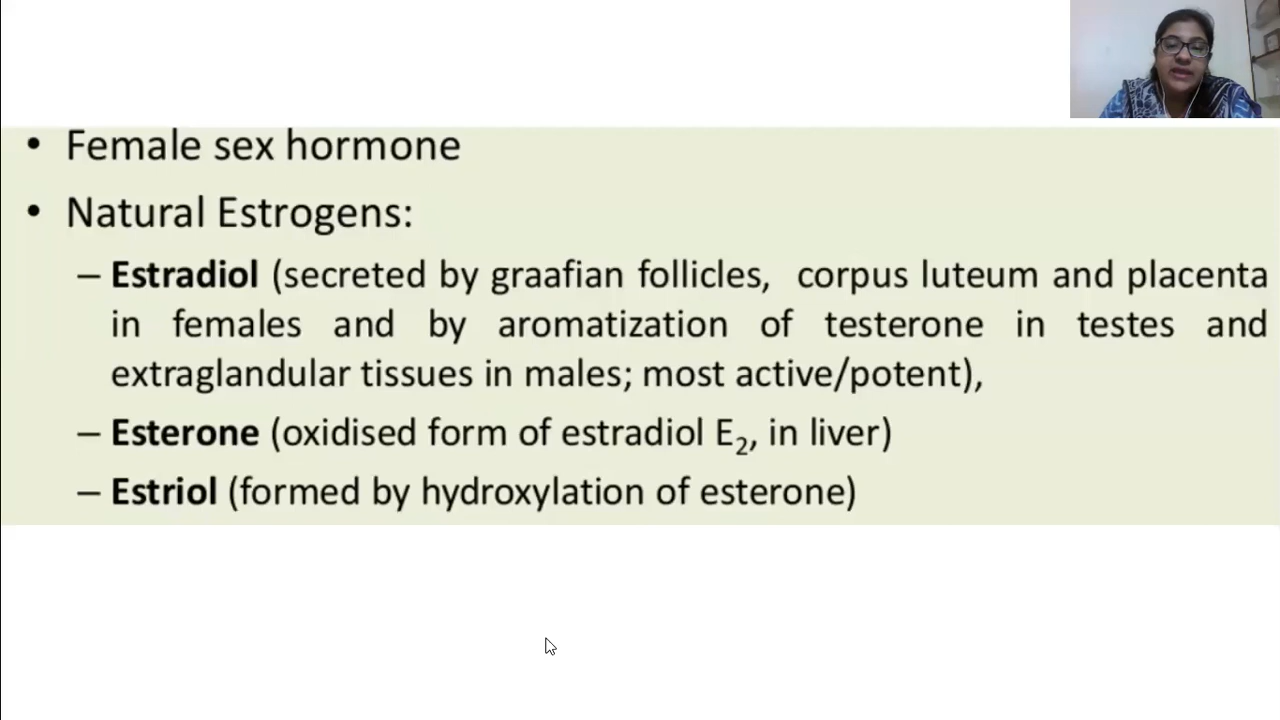 • Female sex hormone
• Natural Estrogens:
– Estradiol (secreted by graafian follicles, corpus luteum and placenta
in females and by aromatization of testerone in testes and
extraglandular tissues in males; most active/potent),
– Esterone (oxidised form of estradiol E₂, in liver)
– Estriol (formed by hydroxylation of esterone)